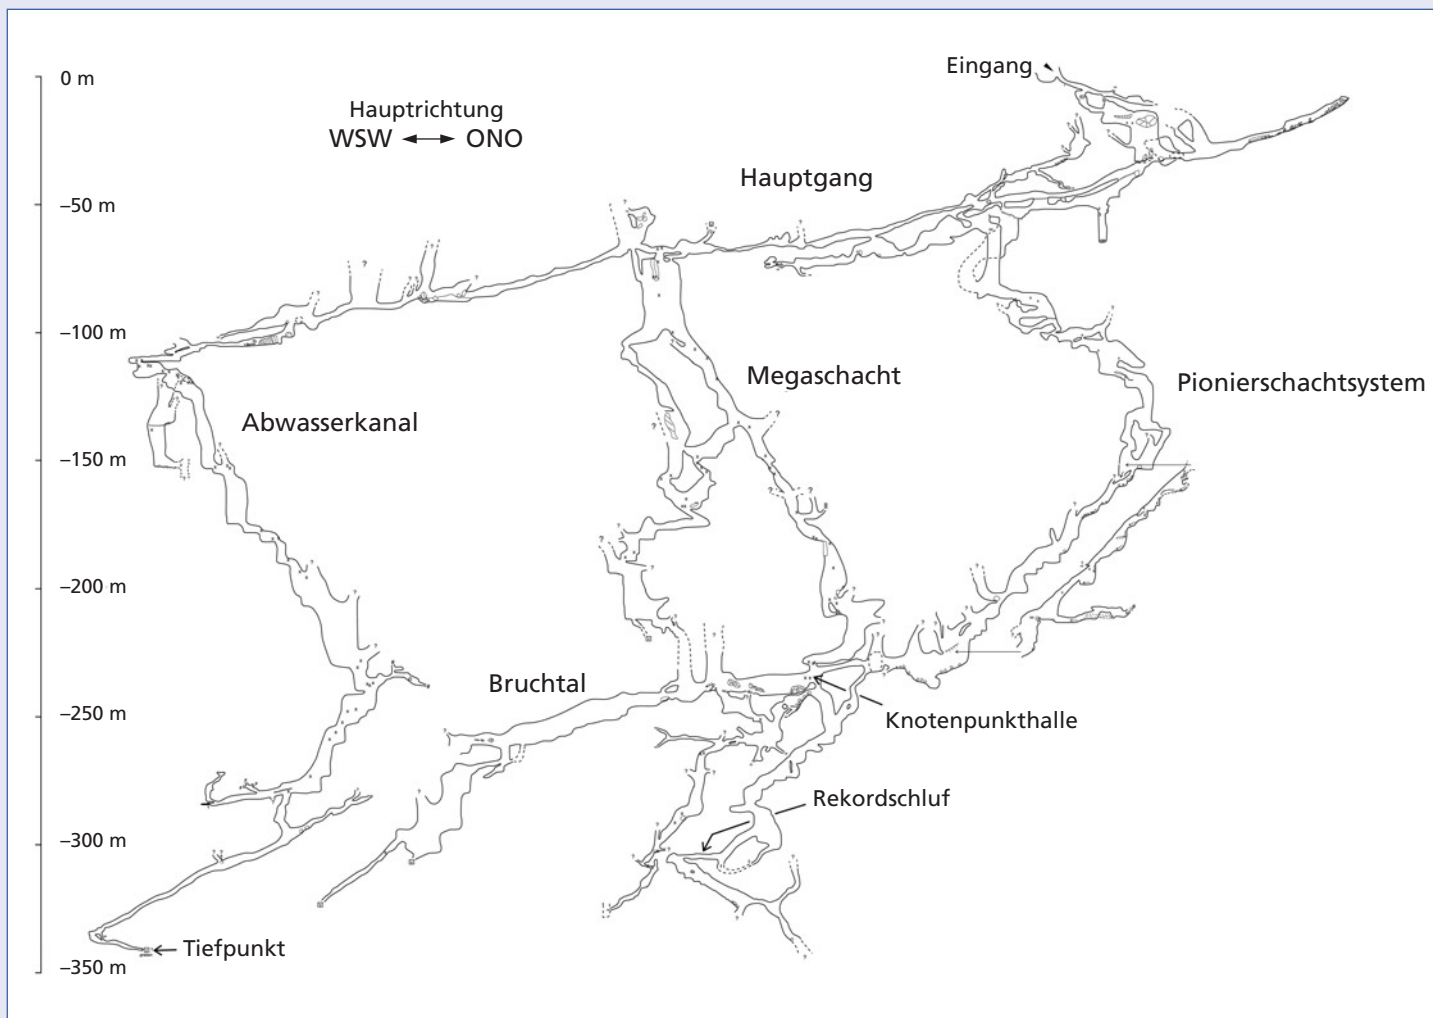 Eingang
0 m
Hauptrichtung
WSW ↔ ONO
Hauptgang
–50 m
–100 m
Megaschacht
Pionierschachtsystem
Abwasserkanal
–150 m
–200 m
Bruchtal
–250 m
Knotenpunkthalle
Rekordschluf
–300 m
Tiefpunkt
–350 m